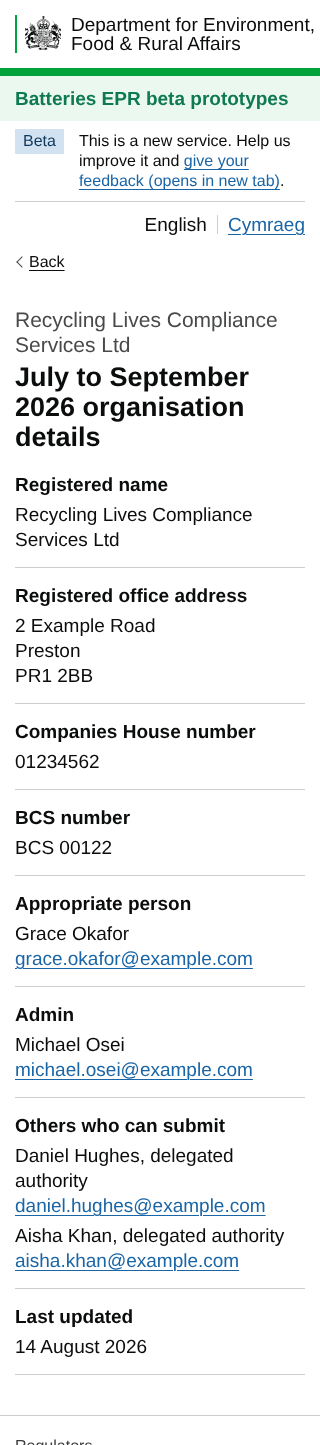 Department for Environment,
Food & Rural Affairs
Batteries EPR beta prototypes
Beta
This is a new service. Help us
improve it and give your
feedback (opens in new tab).
English
Cymraeg
Back
Recycling Lives Compliance
Services Ltd
July to September
2026 organisation
details
Registered name
Recycling Lives Compliance
Services Ltd
Registered office address
2 Example Road
Preston
PR1 2BB
Companies House number
01234562
BCS number
BCS 00122
Appropriate person
Grace Okafor
grace.okafor@example.com
Admin
Michael Osei
michael.osei@example.com
Others who can submit
Daniel Hughes, delegated
authority
daniel.hughes@example.com
Aisha Khan, delegated authority
aisha.khan@example.com
Last updated
14 August 2026
Regulators